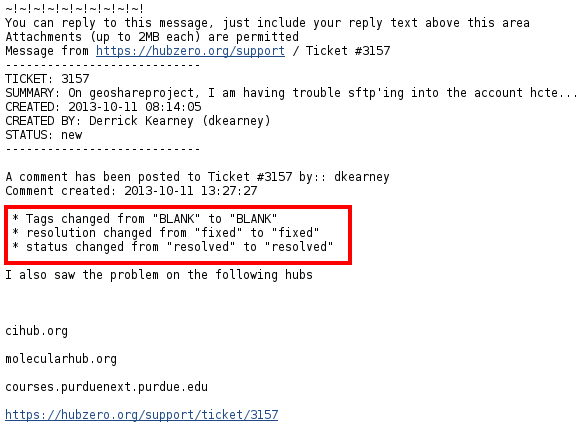 ~!~!~!~!~!~!~!~!~!~!
You can reply to this message, just include your reply text above this area
Attachments (up to 2MB each) are permitted
Message from https://hubzero.org/support / Ticket #3157
----------------------------
TICKET: 3157
SUMMARY: On geoshareproject, I am having trouble sftp'ing into the account hcte...
CREATED: 2013-10-11 08:14:05
CREATED BY: Derrick Kearney (dkearney)
STATUS: new
----------------------------
A comment has been posted to Ticket #3157 by:: dkearney
Comment created: 2013-10-11 13:27:27
* Tags changed from "BLANK" to "BLANK"
* resolution changed from "fixed" to "fixed"
* status changed from "resolved" to "resolved"
I also saw the problem on the following hubs
cihub.org
molecularhub.org
courses.purduenext.purdue.edu
https://hubzero.org/support/ticket/3157